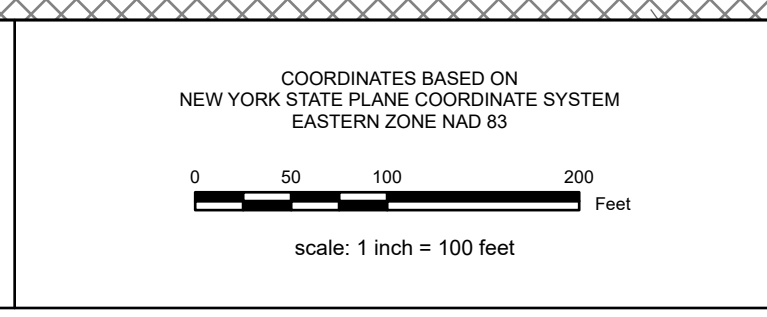 COORDINATES BASED ON
NEW YORK STATE PLANE COORDINATE SYSTEM
EASTERN ZONE NAD 83
0 50 100 200
Feet
scale: 1 inch = 100 feet